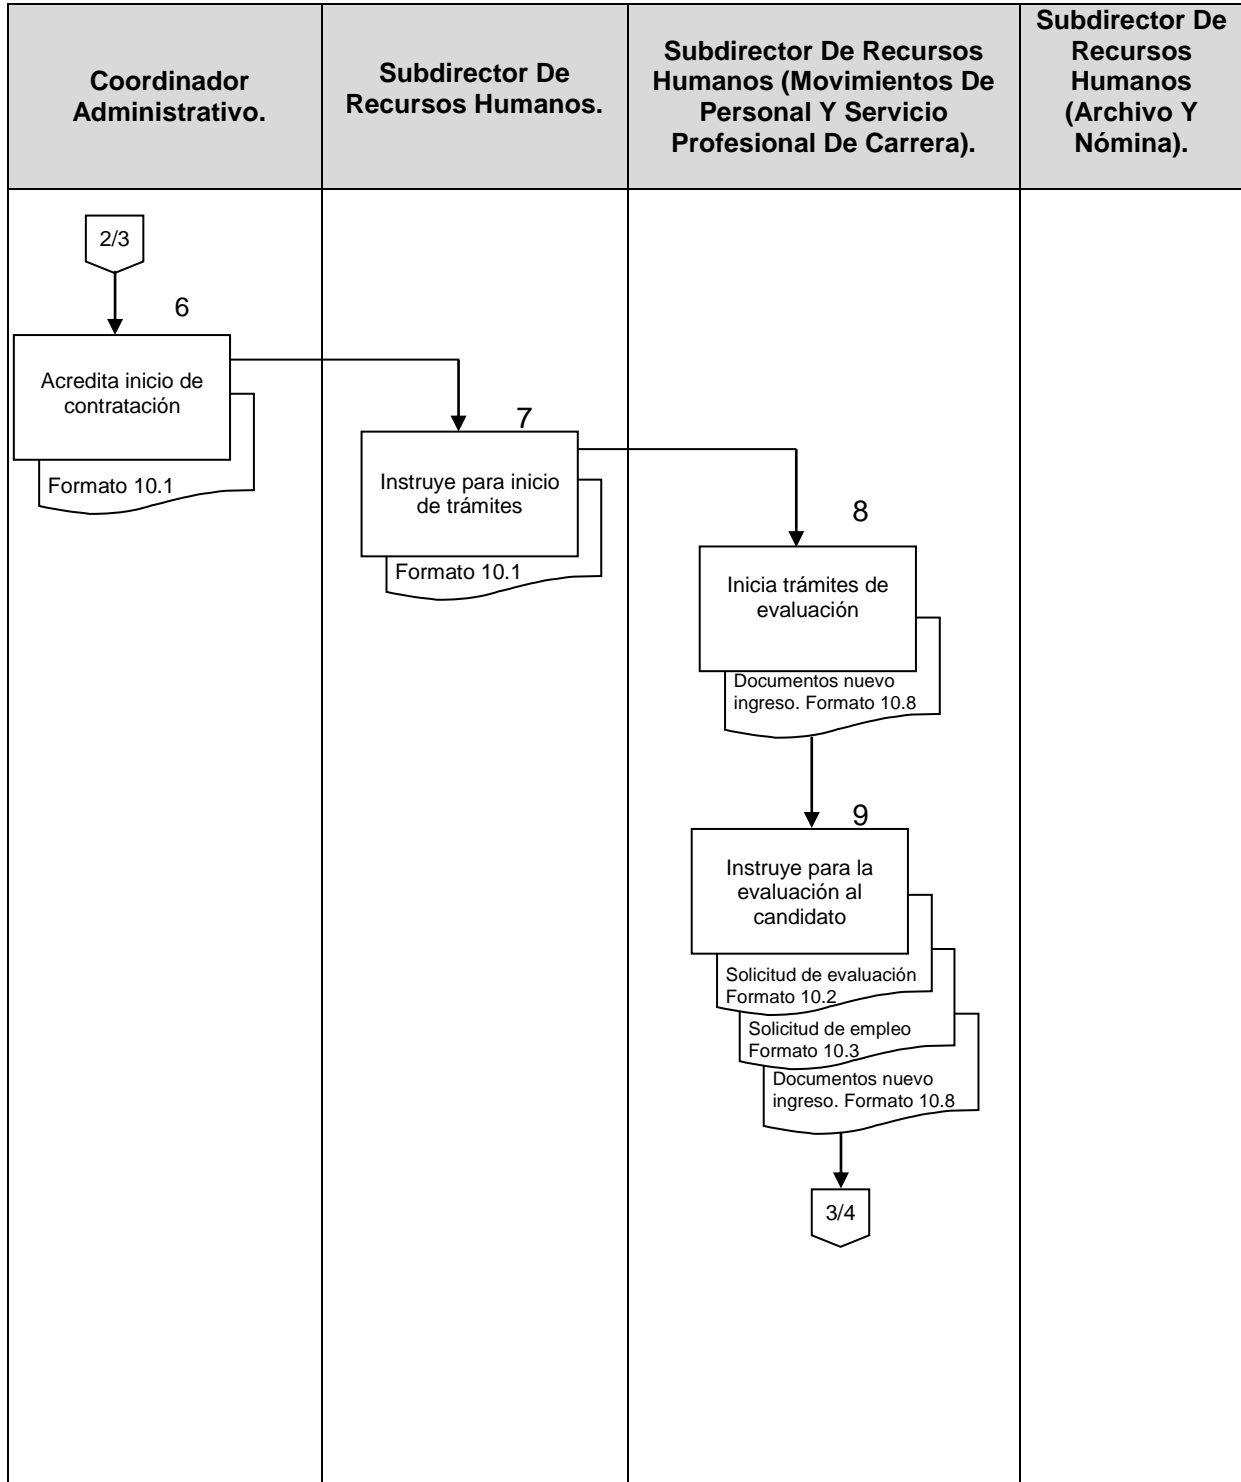 Coordinador
Administrativo.
Subdirector De
Recursos Humanos.
Subdirector De Recursos
Humanos (Movimientos De
Personal Y Servicio
Profesional De Carrera).
Subdirector De
Recursos
Humanos
(Archivo Y
Nómina).
2/3
6
Acredita inicio de
contratación
Formato 10.1
7
Instruye para inicio
de trámites
Formato 10.1
8
Inicia trámites de
evaluación
Documentos nuevo
ingreso. Formato 10.8
9
Instruye para la
evaluación al
candidato
Solicitud de evaluación
Formato 10.2
Solicitud de empleo
Formato 10.3
Documentos nuevo
ingreso. Formato 10.8
3/4